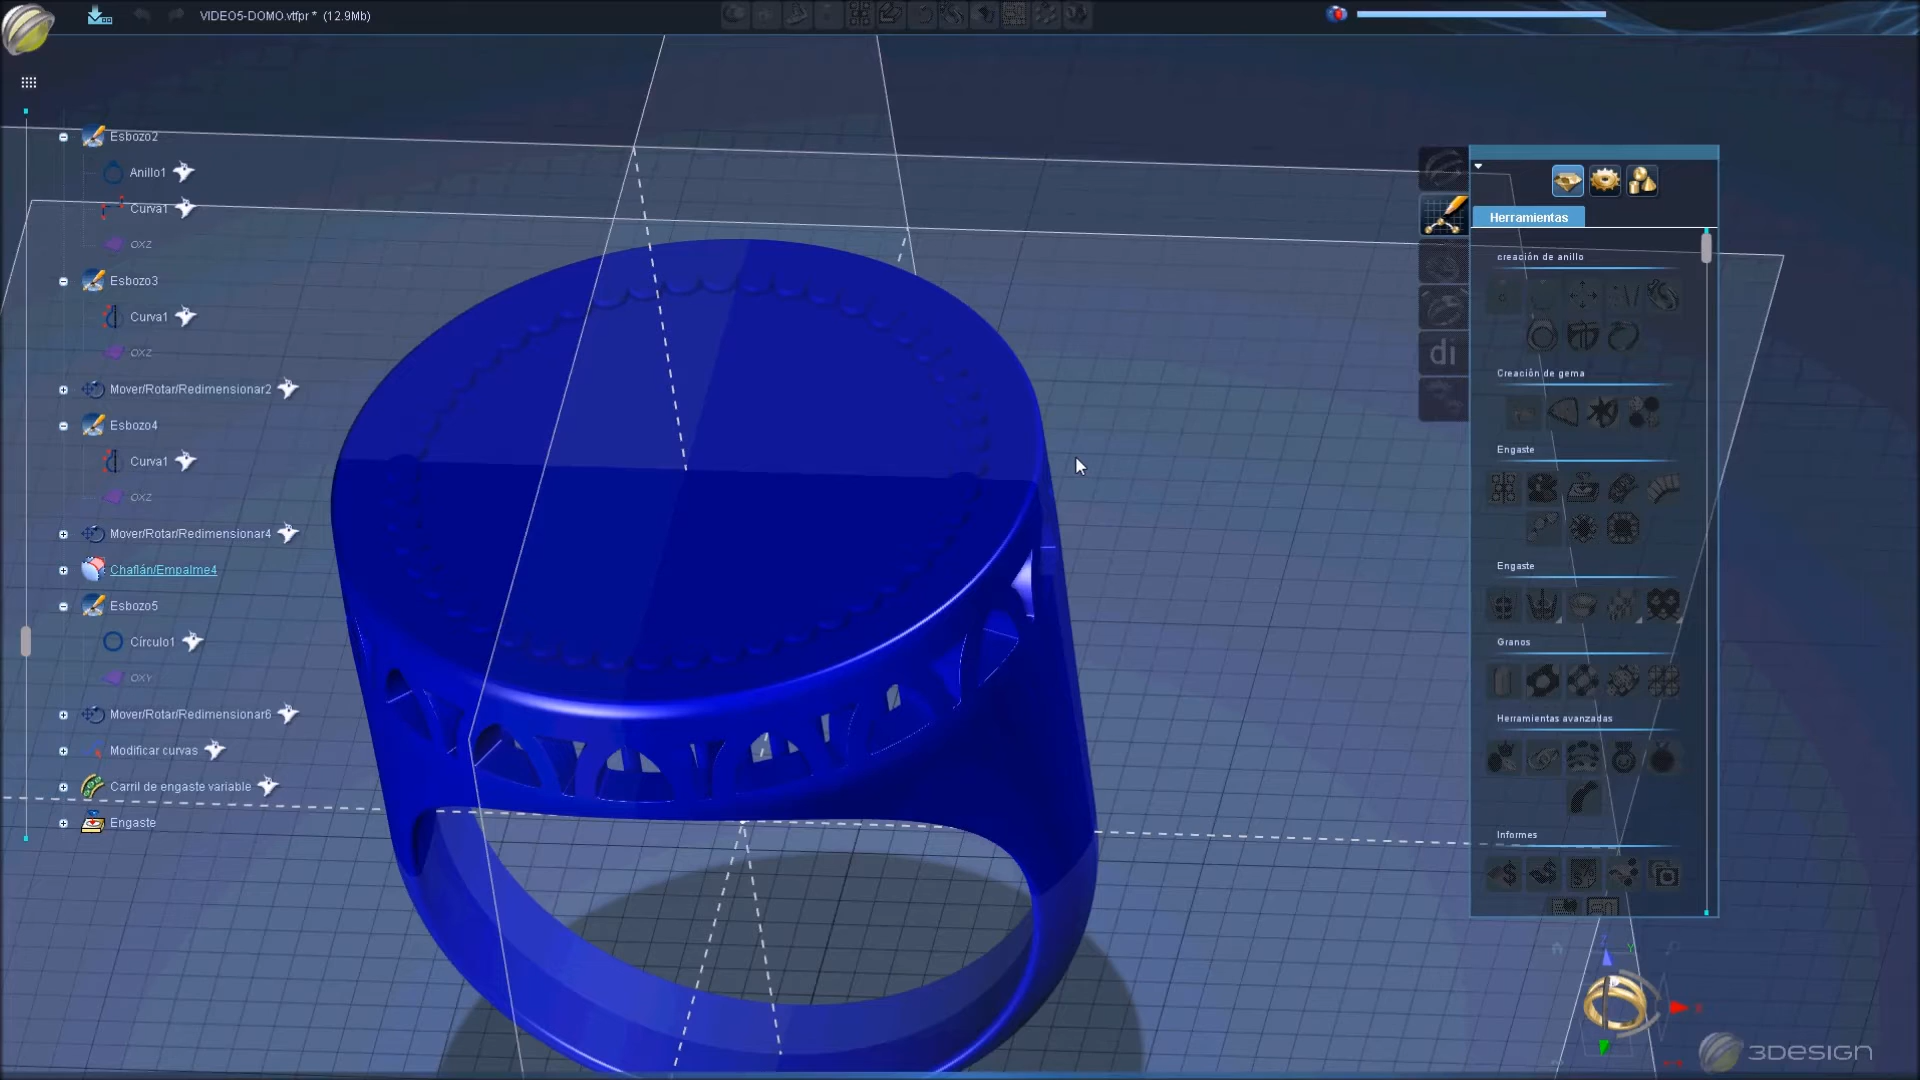 VIDEO5-DOMO.vtfpr * (12.9Mb)
Esbozo2
Anillo1
Curva1
OXZ
Esbozo3
Curva1
OXZ
Mover/Rotar/Redimensionar2
Esbozo4
Curva1
OXZ
Mover/Rotar/Redimensionar4
Chaflán/Empalme4
Esbozo5
Círculo1
OXY
Mover/Rotar/Redimensionar6
Modificar curvas
Carril de engaste variable
Engaste
di
Herramientas
creación de anillo
Creación de gema
Engaste
Engaste
Granos
Herramientas avanzadas
Informes
Z
Y
X
3DESIGN